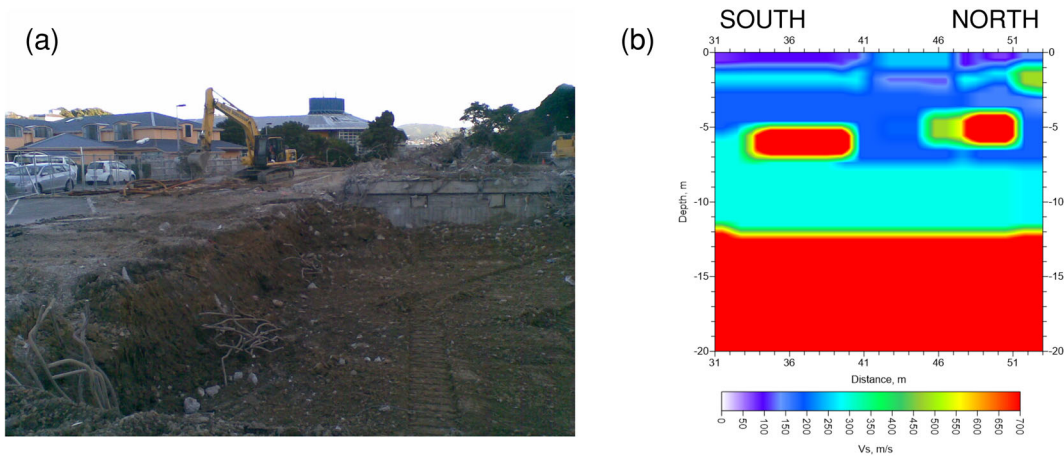 (a)
(b)
SOUTH NORTH
31 36 41 46 51
0 0
-5 -5
-10 -10
-15 -15
-20 -20
Depth, m
31 36 41 46 51
Distance, m
0 50 100 150 200 250 300 350 400 450 500 550 600 650 700
Vs, m/s